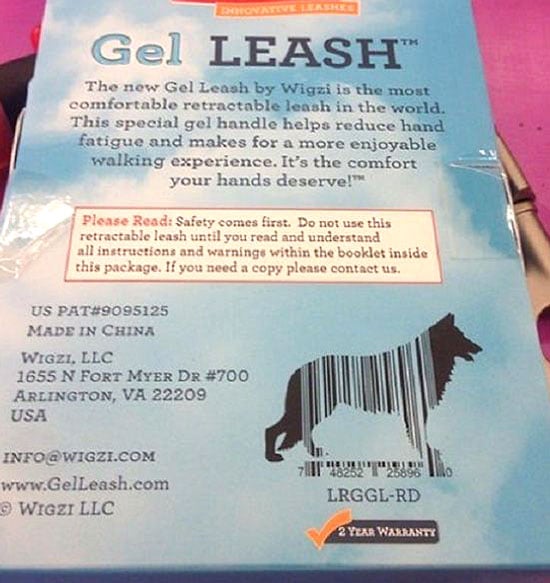 INNOVATIVE LEASHES
Gel LEASH™
The new Gel Leash by Wigzi is the most
comfortable retractable leash in the world.
This special gel handle helps reduce hand
fatigue and makes for a more enjoyable
walking experience. It's the comfort
your hands deserve!™
Please Read: Safety comes first. Do not use this
retractable leash until you read and understand
all instructions and warnings within the booklet inside
this package. If you need a copy please contact us.
US PAT#9095125
MADE IN CHINA
WIGZI, LLC
1655 N FORT MYER DR #700
ARLINGTON, VA 22209
USA
INFO@WIGZI.COM
www.GelLeash.com
© WIGZI LLC
7 48252 25896 0
LRGGL-RD
2 YEAR WARRANTY